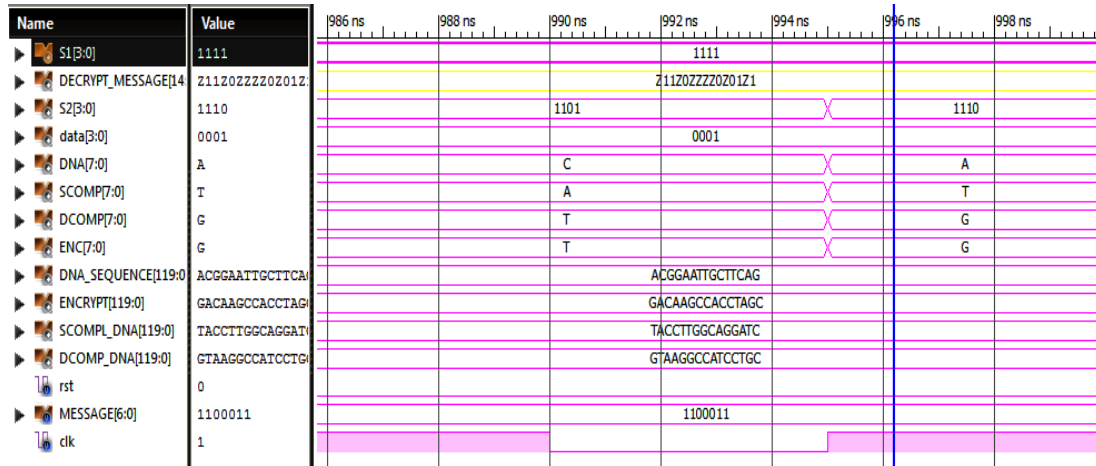 Name Value 986 ns 988 ns 990 ns 992 ns 994 ns 996 ns 998 ns
S1[3:0] 1111 1111
DECRYPT_MESSAGE[14: Z11Z0ZZZZ0Z01Z: Z11Z0ZZZZ0Z01Z1
S2[3:0] 1110 1101 1110
data[3:0] 0001 0001
DNA[7:0] A C A
SCOMP[7:0] T A T
DCOMP[7:0] G T G
ENC[7:0] G T G
DNA_SEQUENCE[119:0 ACGGAATTGCTTCA ACGGAATTGCTTCAG
ENCRYPT[119:0] GACAAGCCACCTAG GACAAGCCACCTAGC
SCOMPL_DNA[119:0] TACCTTGGCAGGAT TACCTTGGCAGGATC
DCOMP_DNA[119:0] GTAAGGCCATCCTG GTAAGGCCATCCTGC
rst 0
MESSAGE[6:0] 1100011 1100011
clk 1